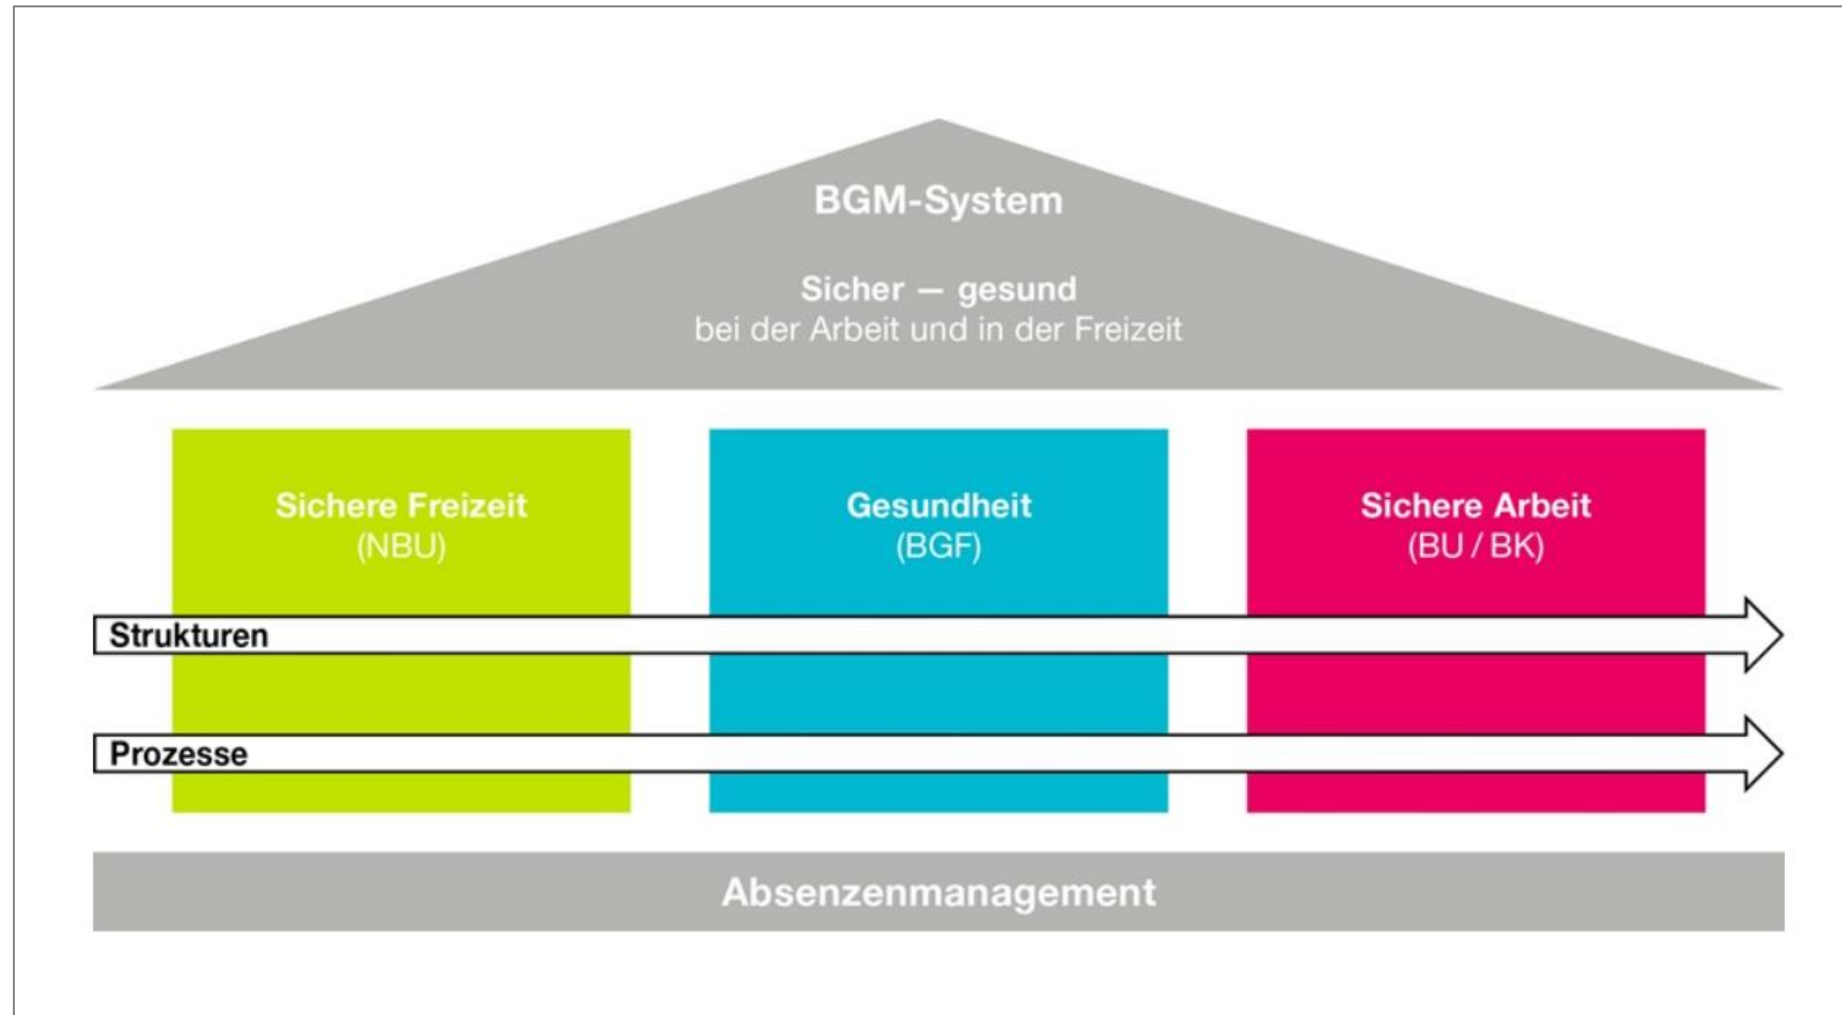 BGM-System
Sicher — gesund
bei der Arbeit und in der Freizeit
Sichere Freizeit
(NBU)
Gesundheit
(BGF)
Sichere Arbeit
(BU / BK)
Strukturen
Prozesse
Absenzenmanagement